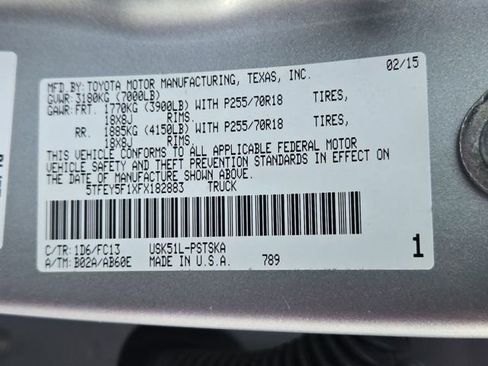 MFD.BY: TOYOTA MOTOR MANUFACTURING, TEXAS, INC. 02/15
GVWR: 3180KG (7000LB)
GAWR: FRT. 1770KG (3900LB) WITH P255/70R18 TIRES,
18X8J RIMS.
RR. 1885KG (4150LB) WITH P255/70R18 TIRES,
18X8J RIMS.
THIS VEHICLE CONFORMS TO ALL APPLICABLE FEDERAL MOTOR
VEHICLE SAFETY AND THEFT PREVENTION STANDARDS IN EFFECT ON
THE DATE OF MANUFACTURE SHOWN ABOVE.
5TFEY5F1XFX182883 TRUCK
C/TR: 1D6/FC13 USK51L-PSTSKA
A/TM: B02A/AB60E MADE IN U.S.A. 789 1